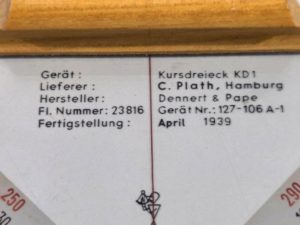 Gerät : Kursdreieck KD1
Lieferer : C. Plath, Hamburg
Hersteller : Dennert & Pape
Fl. Nummer: 23816 Gerät Nr.: 127-106 A-1
Fertigstellung : April 1939
250
290